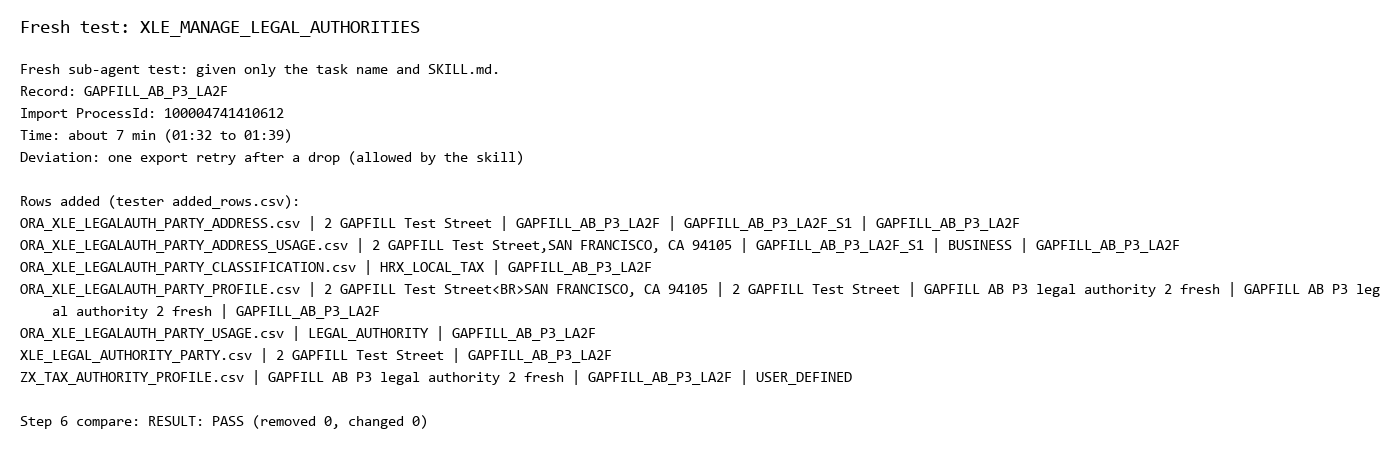 Fresh test: XLE_MANAGE_LEGAL_AUTHORITIES
Fresh sub-agent test: given only the task name and SKILL.md.
Record: GAPFILL_AB_P3_LA2F
Import ProcessId: 100004741410612
Time: about 7 min (01:32 to 01:39)
Deviation: one export retry after a drop (allowed by the skill)
Rows added (tester added_rows.csv):
ORA_XLE_LEGALAUTH_PARTY_ADDRESS.csv | 2 GAPFILL Test Street | GAPFILL_AB_P3_LA2F | GAPFILL_AB_P3_LA2F_S1 | GAPFILL_AB_P3_LA2F
ORA_XLE_LEGALAUTH_PARTY_ADDRESS_USAGE.csv | 2 GAPFILL Test Street,SAN FRANCISCO, CA 94105 | GAPFILL_AB_P3_LA2F_S1 | BUSINESS | GAPFILL_AB_P3_LA2F
ORA_XLE_LEGALAUTH_PARTY_CLASSIFICATION.csv | HRX_LOCAL_TAX | GAPFILL_AB_P3_LA2F
ORA_XLE_LEGALAUTH_PARTY_PROFILE.csv | 2 GAPFILL Test Street<BR>SAN FRANCISCO, CA 94105 | 2 GAPFILL Test Street | GAPFILL AB P3 legal authority 2 fresh | GAPFILL AB P3 leg
al authority 2 fresh | GAPFILL_AB_P3_LA2F
ORA_XLE_LEGALAUTH_PARTY_USAGE.csv | LEGAL_AUTHORITY | GAPFILL_AB_P3_LA2F
XLE_LEGAL_AUTHORITY_PARTY.csv | 2 GAPFILL Test Street | GAPFILL_AB_P3_LA2F
ZX_TAX_AUTHORITY_PROFILE.csv | GAPFILL AB P3 legal authority 2 fresh | GAPFILL_AB_P3_LA2F | USER_DEFINED
Step 6 compare: RESULT: PASS (removed 0, changed 0)